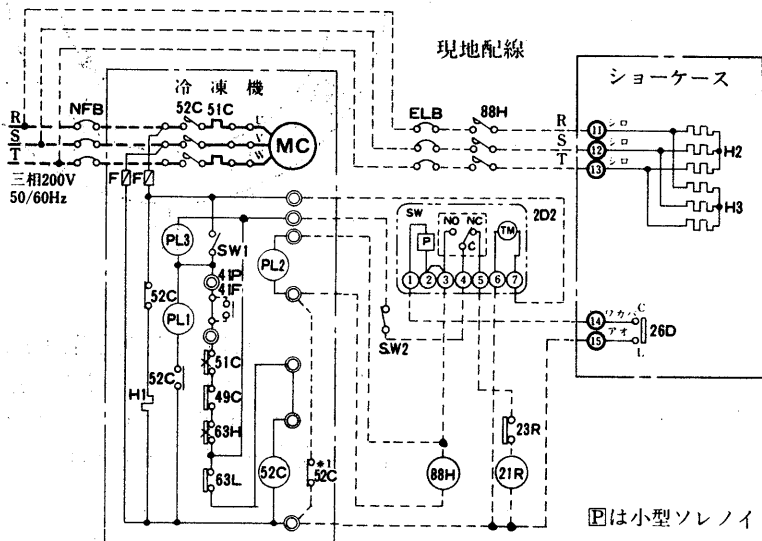 現地配線
冷凍機
ショーケース
R
S
T
NFB
52C
51C
U
V
W
MC
ELB
88H
R
S
T
11
シロ
12
シロ
13
シロ
H2
H3
三相200V
50/60Hz
F
F
PL3
SW1
PL2
41P
41F
52C
PL1
52C
H1
51C
49C
63H
63L
52C
*1
52C
SW
P
NO
NC
C
TM
2D2
1
2
3
4
5
6
7
SW2
14
ワカバ
C
15
アオ
L
26D
23R
88H
21R
Pは小型ソレノイ